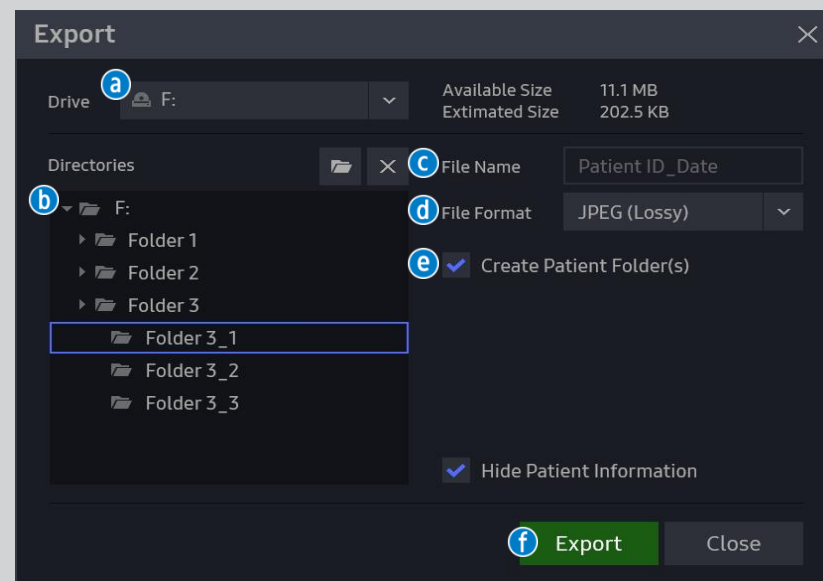 Export
a
Drive
F:
Available Size 11.1 MB
Extimated Size 202.5 KB
Directories
c
File Name
Patient ID_Date
b
F:
d
File Format
JPEG (Lossy)
Folder 1
e
Create Patient Folder(s)
Folder 2
Folder 3
Folder 3_1
Folder 3_2
Folder 3_3
Hide Patient Information
f
Export
Close